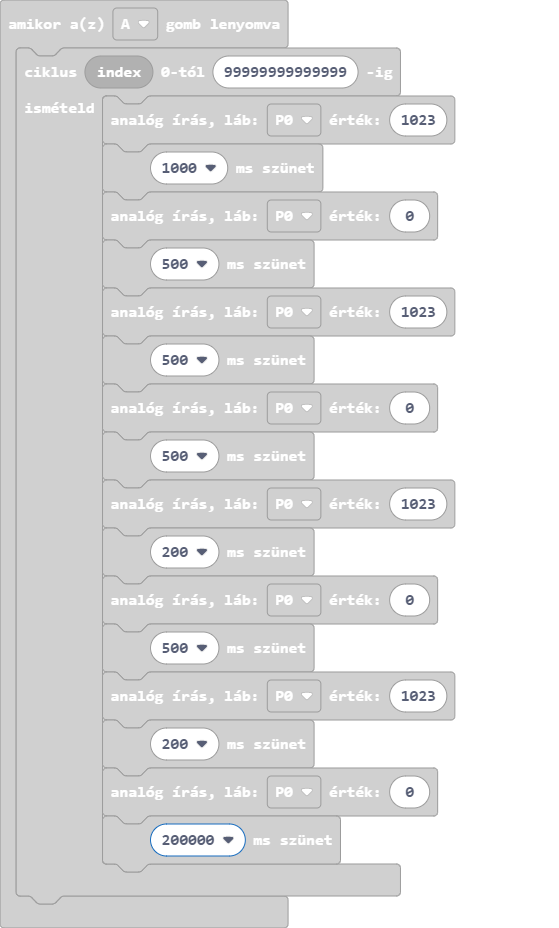 amikor a(z) A gomb lenyomva
ciklus index 0-tól 99999999999999 -ig
ismételd
analóg írás, láb: P0 érték: 1023
1000 ms szünet
analóg írás, láb: P0 érték: 0
500 ms szünet
analóg írás, láb: P0 érték: 1023
500 ms szünet
analóg írás, láb: P0 érték: 0
500 ms szünet
analóg írás, láb: P0 érték: 1023
200 ms szünet
analóg írás, láb: P0 érték: 0
500 ms szünet
analóg írás, láb: P0 érték: 1023
200 ms szünet
analóg írás, láb: P0 érték: 0
200000 ms szünet